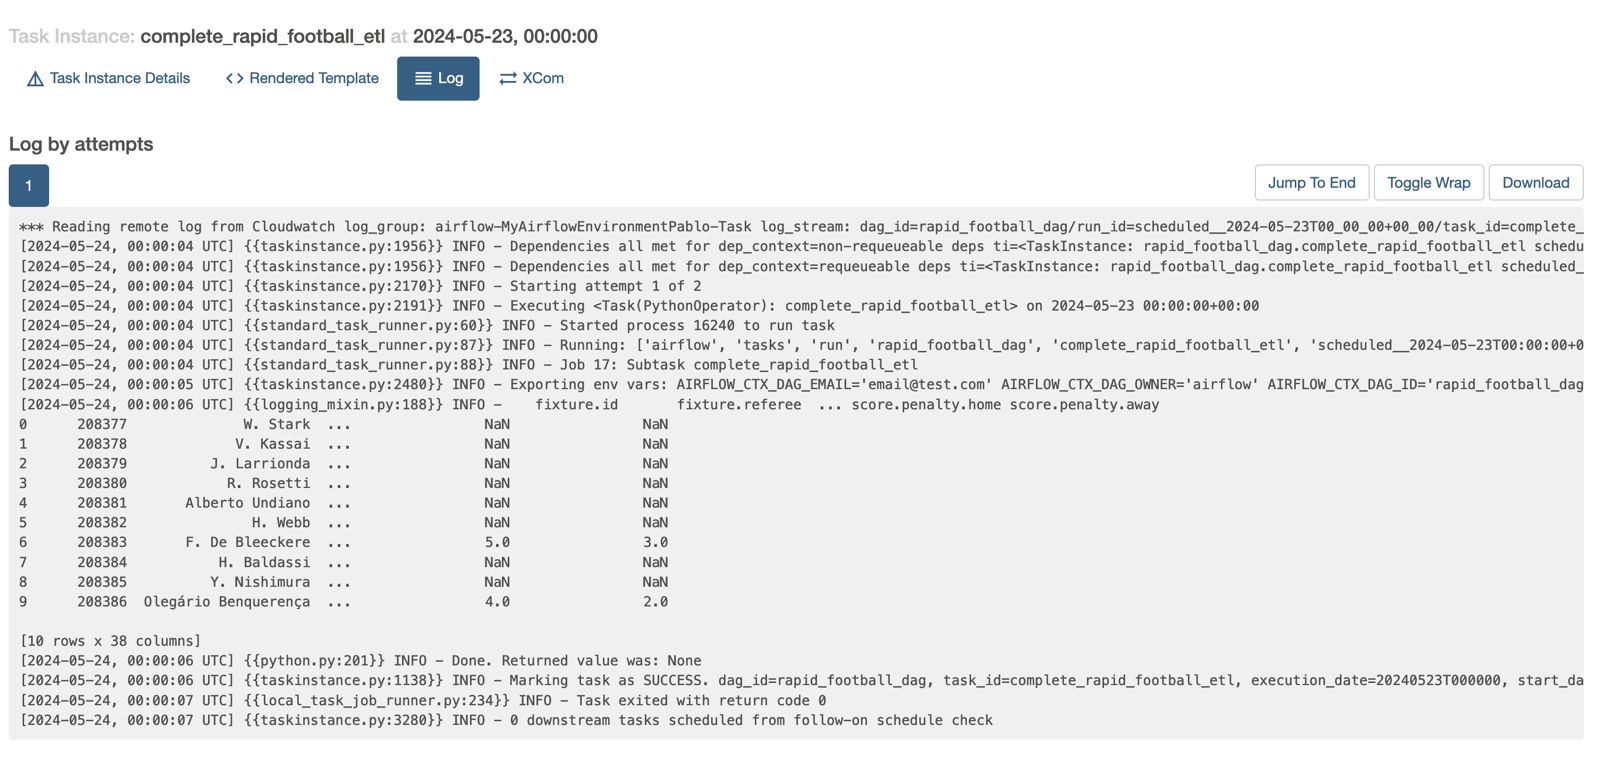 Task Instance: complete_rapid_football_etl at 2024-05-23, 00:00:00
Task Instance Details Rendered Template Log XCom
Log by attempts
1 Jump To End Toggle Wrap Download
*** Reading remote log from Cloudwatch log_group: airflow-MyAirflowEnvironmentPablo-Task log_stream: dag_id=rapid_football_dag/run_id=scheduled__2024-05-23T00_00_00+00_00/task_id=complete_
[2024-05-24, 00:00:04 UTC] {{taskinstance.py:1956}} INFO - Dependencies all met for dep_context=non-requeueable deps ti=<TaskInstance: rapid_football_dag.complete_rapid_football_etl schedu
[2024-05-24, 00:00:04 UTC] {{taskinstance.py:1956}} INFO - Dependencies all met for dep_context=requeueable deps ti=<TaskInstance: rapid_football_dag.complete_rapid_football_etl scheduled_
[2024-05-24, 00:00:04 UTC] {{taskinstance.py:2170}} INFO - Starting attempt 1 of 2
[2024-05-24, 00:00:04 UTC] {{taskinstance.py:2191}} INFO - Executing <Task(PythonOperator): complete_rapid_football_etl> on 2024-05-23 00:00:00+00:00
[2024-05-24, 00:00:04 UTC] {{standard_task_runner.py:60}} INFO - Started process 16240 to run task
[2024-05-24, 00:00:04 UTC] {{standard_task_runner.py:87}} INFO - Running: ['airflow', 'tasks', 'run', 'rapid_football_dag', 'complete_rapid_football_etl', 'scheduled__2024-05-23T00:00:00+0
[2024-05-24, 00:00:04 UTC] {{standard_task_runner.py:88}} INFO - Job 17: Subtask complete_rapid_football_etl
[2024-05-24, 00:00:05 UTC] {{taskinstance.py:2480}} INFO - Exporting env vars: AIRFLOW_CTX_DAG_EMAIL='email@test.com' AIRFLOW_CTX_DAG_OWNER='airflow' AIRFLOW_CTX_DAG_ID='rapid_football_dag
[2024-05-24, 00:00:06 UTC] {{logging_mixin.py:188}} INFO - fixture.id fixture.referee ... score.penalty.home score.penalty.away
0 208377 W. Stark ... NaN NaN
1 208378 V. Kassai ... NaN NaN
2 208379 J. Larrionda ... NaN NaN
3 208380 R. Rosetti ... NaN NaN
4 208381 Alberto Undiano ... NaN NaN
5 208382 H. Webb ... NaN NaN
6 208383 F. De Bleeckere ... 5.0 3.0
7 208384 H. Baldassi ... NaN NaN
8 208385 Y. Nishimura ... NaN NaN
9 208386 Olegário Benquerença ... 4.0 2.0
[10 rows x 38 columns]
[2024-05-24, 00:00:06 UTC] {{python.py:201}} INFO - Done. Returned value was: None
[2024-05-24, 00:00:06 UTC] {{taskinstance.py:1138}} INFO - Marking task as SUCCESS. dag_id=rapid_football_dag, task_id=complete_rapid_football_etl, execution_date=20240523T000000, start_da
[2024-05-24, 00:00:07 UTC] {{local_task_job_runner.py:234}} INFO - Task exited with return code 0
[2024-05-24, 00:00:07 UTC] {{taskinstance.py:3280}} INFO - 0 downstream tasks scheduled from follow-on schedule check